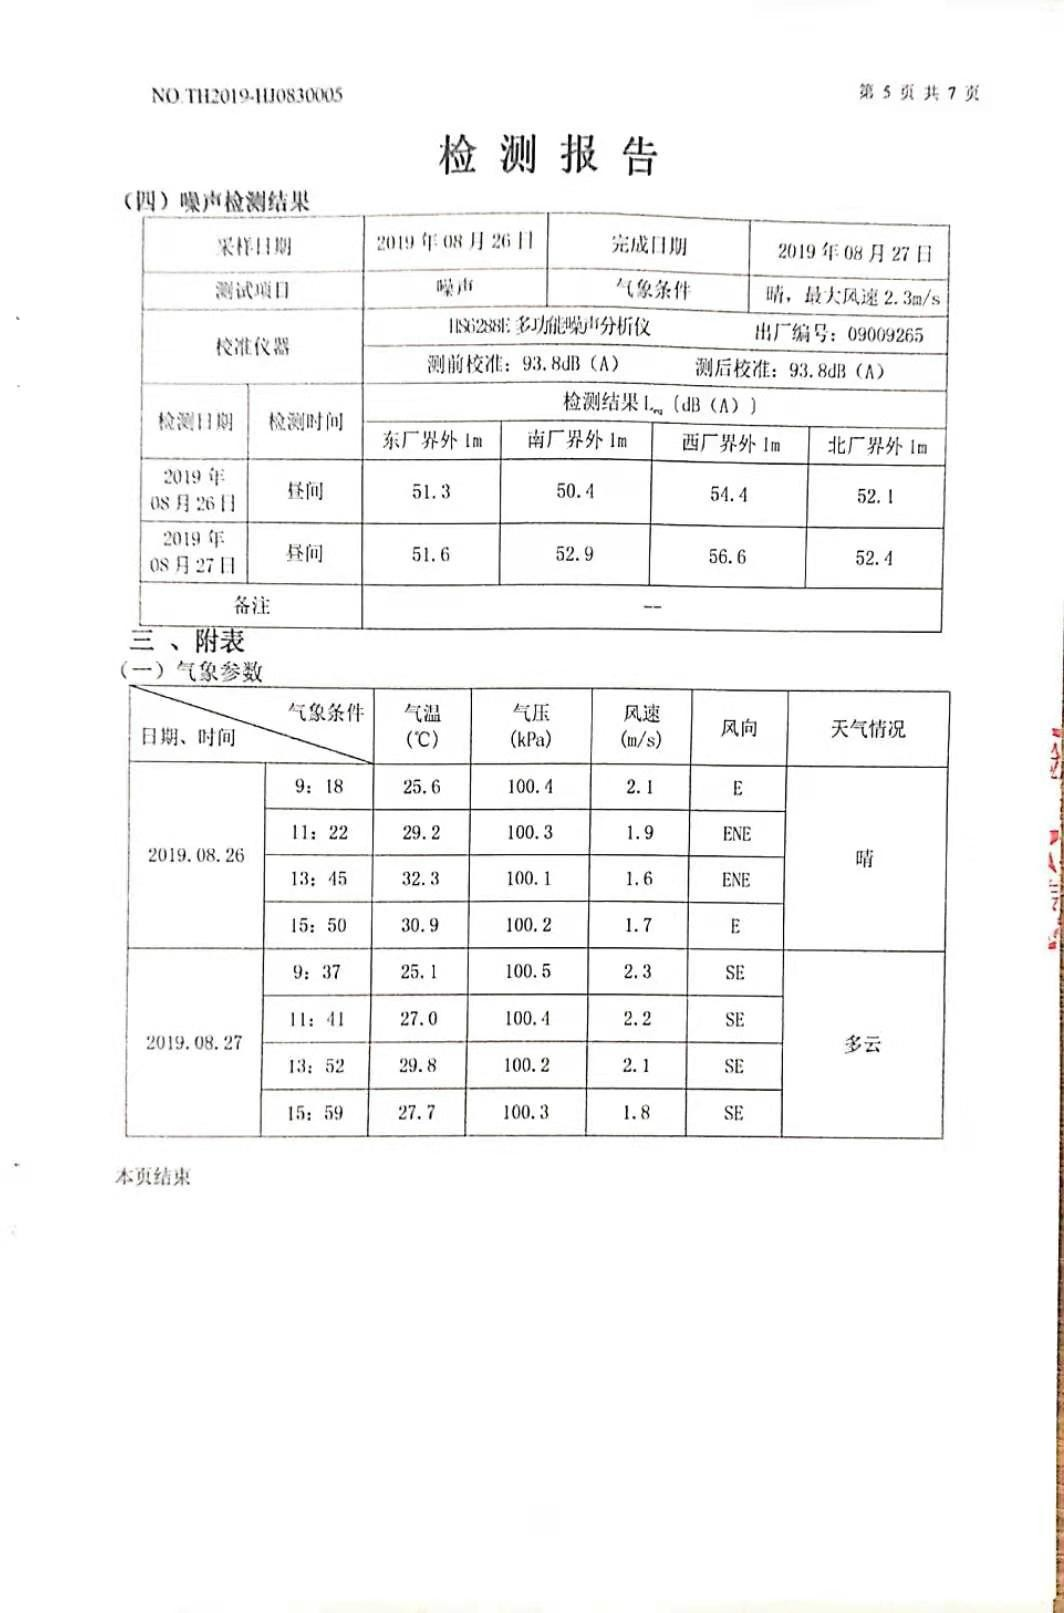 NO.TH2019-HJ0830005
第 5 页 共 7 页
检 测 报 告
（四）噪声检测结果
采样日期 2019 年 08 月 26 日 完成日期 2019 年 08 月 27 日
测试项目 噪声 气象条件 晴，最大风速 2.3m/s
校准仪器 HS6288E 多功能噪声分析仪 出厂编号：09009265
测前校准：93.8dB（A） 测后校准：93.8dB（A）
检测日期 检测时间 检测结果 Leq〔dB（A）〕
东厂界外 1m 南厂界外 1m 西厂界外 1m 北厂界外 1m
2019 年
08 月 26 日 昼间 51.3 50.4 54.4 52.1
2019 年
08 月 27 日 昼间 51.6 52.9 56.6 52.4
备注 --
三 、附表
（一）气象参数
日期、时间 气象条件 气温 气压 风速 风向 天气情况
(℃) (kPa) (m/s)
2019.08.26 9：18 25.6 100.4 2.1 E 晴
11：22 29.2 100.3 1.9 ENE
13：45 32.3 100.1 1.6 ENE
15：50 30.9 100.2 1.7 E
2019.08.27 9：37 25.1 100.5 2.3 SE 多云
11：41 27.0 100.4 2.2 SE
13：52 29.8 100.2 2.1 SE
15：59 27.7 100.3 1.8 SE
本页结束